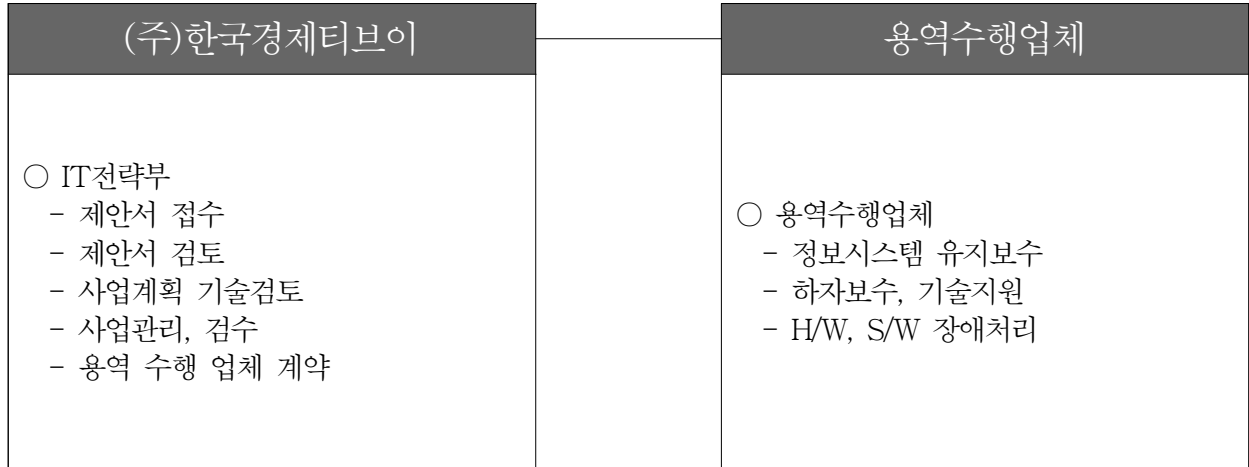 (주)한국경제티브이
○ IT전략부
- 제안서 접수
- 제안서 검토
- 사업계획 기술검토
- 사업관리, 검수
- 용역 수행 업체 계약
용역수행업체
○ 용역수행업체
- 정보시스템 유지보수
- 하자보수, 기술지원
- H/W, S/W 장애처리